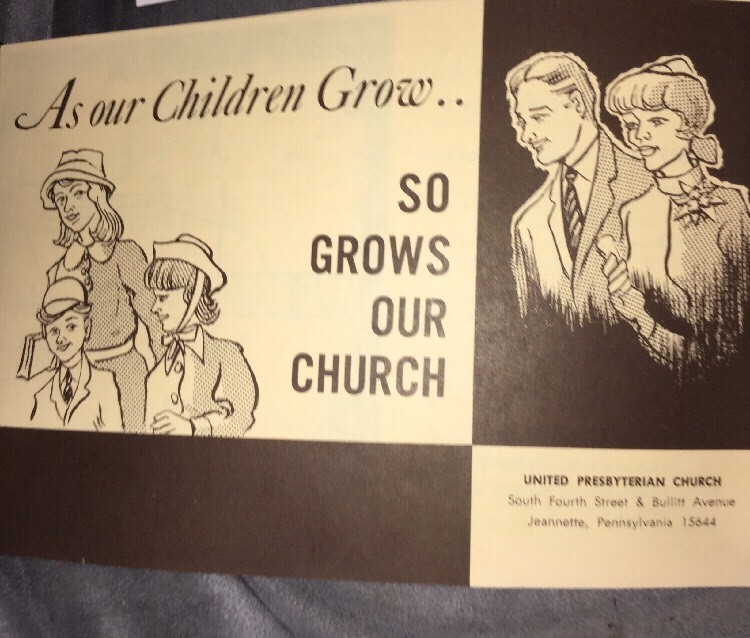 As our Children Grow..
SO
GROWS
OUR
CHURCH
UNITED PRESBYTERIAN CHURCH
South Fourth Street & Bullitt Avenue
Jeannette, Pennsylvania 15644